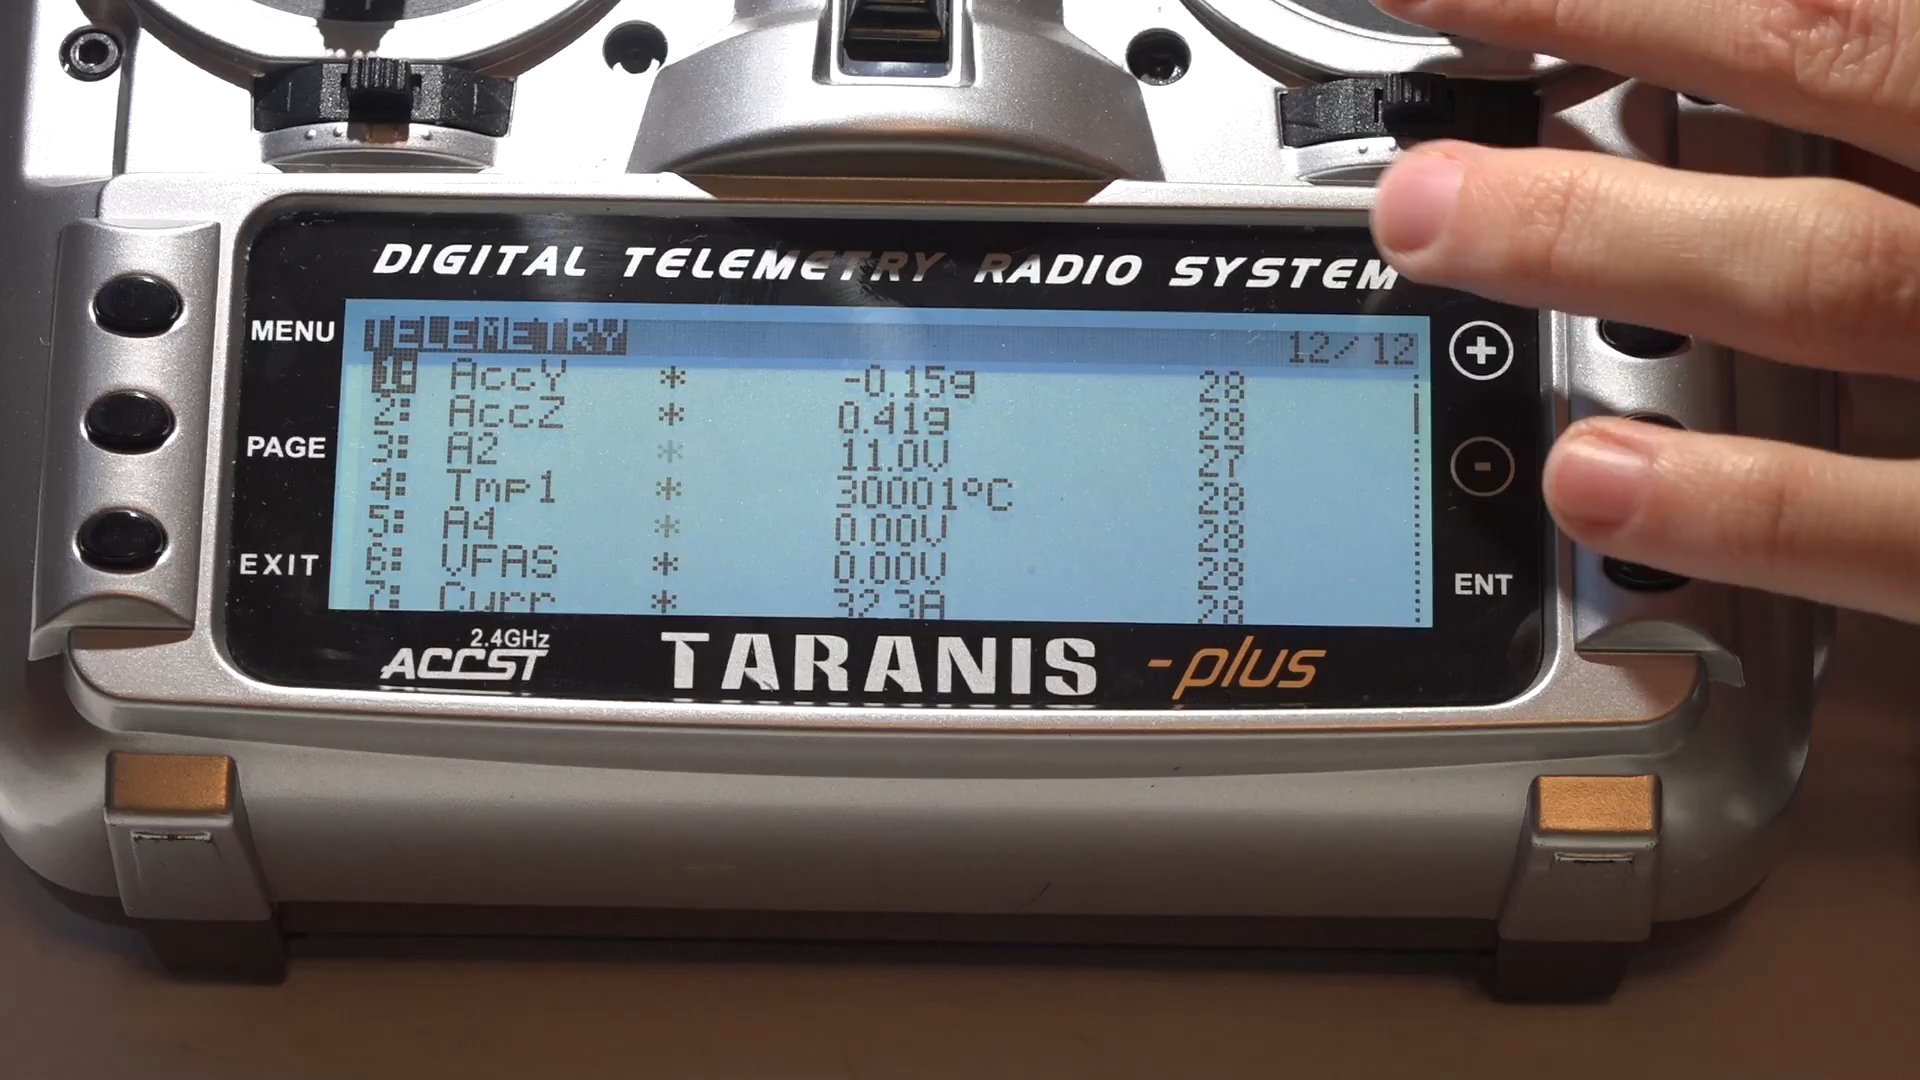 DIGITAL TELEMETRY RADIO SYSTEM
MENU
PAGE
EXIT
TELEMETRY 12/12
1: AccY * -0.15g 28
2: AccZ * 0.41g 28
3: A2 * 11.0V 27
4: Tmp1 * 30001°C 28
5: A4 * 0.00V 28
6: VFAS * 0.00V 28
7: Curr * 32.3A 28
+
-
ENT
2.4GHz
ACCST
TARANIS -plus